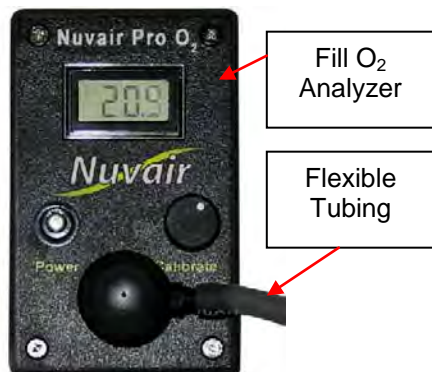 Nuvair Pro O₂
20.9
Nuvair
Power
Calibrate
Fill O₂
Analyzer
Flexible
Tubing